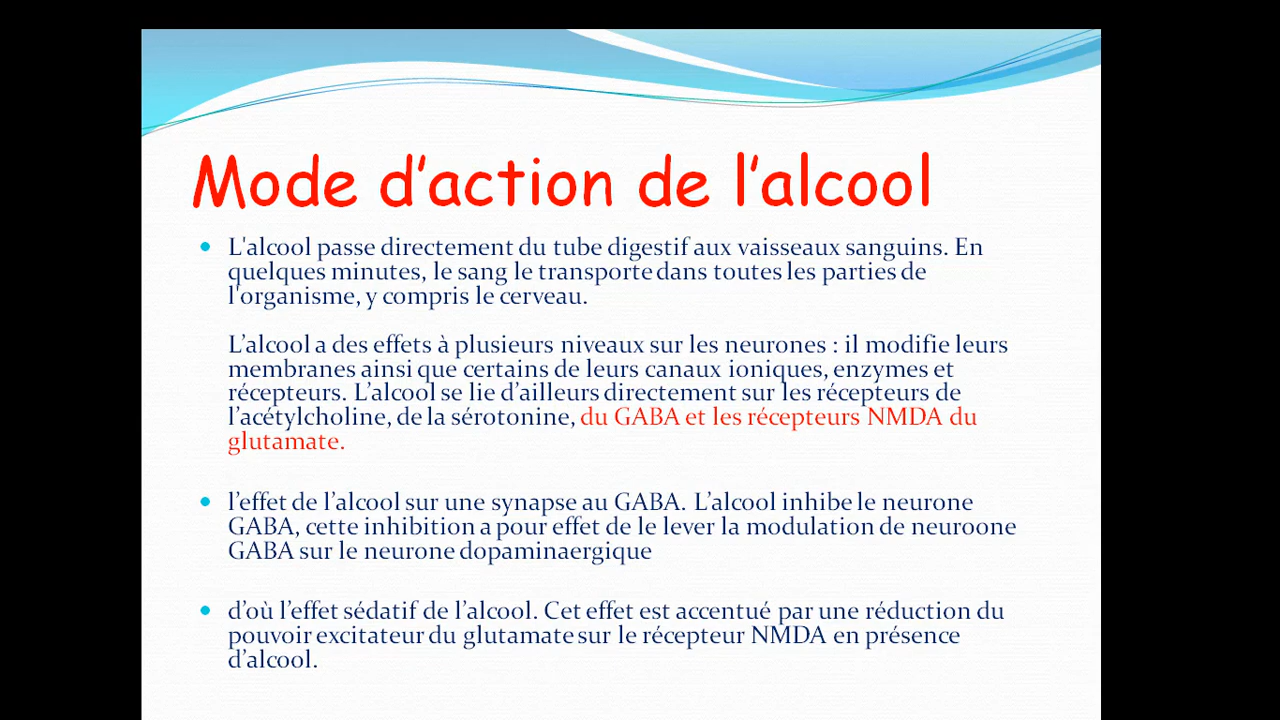 Mode d’action de l’alcool
L'alcool passe directement du tube digestif aux vaisseaux sanguins. En
quelques minutes, le sang le transporte dans toutes les parties de
l'organisme, y compris le cerveau.
L’alcool a des effets à plusieurs niveaux sur les neurones : il modifie leurs
membranes ainsi que certains de leurs canaux ioniques, enzymes et
récepteurs. L’alcool se lie d’ailleurs directement sur les récepteurs de
l’acétylcholine, de la sérotonine, du GABA et les récepteurs NMDA du
glutamate.
l’effet de l’alcool sur une synapse au GABA. L’alcool inhibe le neurone
GABA, cette inhibition a pour effet de le lever la modulation de neuroone
GABA sur le neurone dopaminaergique
d’où l’effet sédatif de l’alcool. Cet effet est accentué par une réduction du
pouvoir excitateur du glutamate sur le récepteur NMDA en présence
d’alcool.